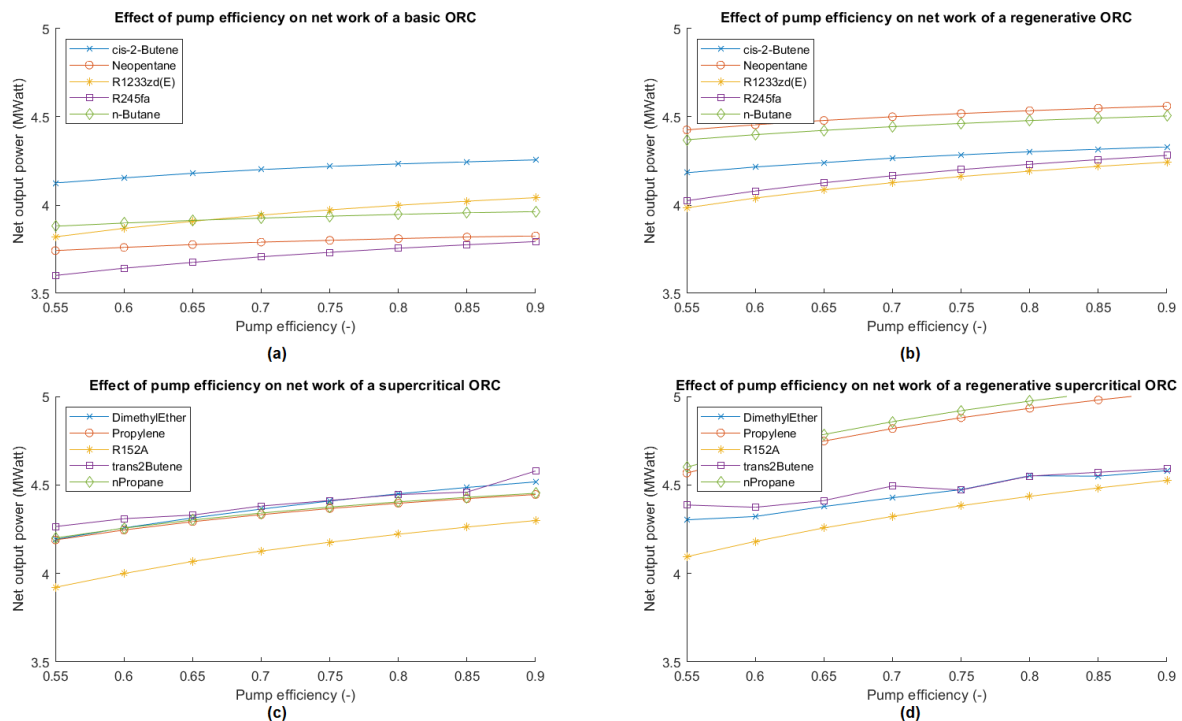 Effect of pump efficiency on net work of a basic ORC
5
4.5
4
3.5
Net output power (MWatt)
cis-2-Butene
Neopentane
R1233zd(E)
R245fa
n-Butane
0.55 0.6 0.65 0.7 0.75 0.8 0.85 0.9
Pump efficiency (-)
(a)
Effect of pump efficiency on net work of a regenerative ORC
5
4.5
4
3.5
Net output power (MWatt)
cis-2-Butene
Neopentane
R1233zd(E)
R245fa
n-Butane
0.55 0.6 0.65 0.7 0.75 0.8 0.85 0.9
Pump efficiency (-)
(b)
Effect of pump efficiency on net work of a supercritical ORC
5
4.5
4
3.5
Net output power (MWatt)
DimethylEther
Propylene
R152A
trans2Butene
nPropane
0.55 0.6 0.65 0.7 0.75 0.8 0.85 0.9
Pump efficiency (-)
(c)
Effect of pump efficiency on net work of a regenerative supercritical ORC
5
4.5
4
3.5
Net output power (MWatt)
DimethylEther
Propylene
R152A
trans2Butene
nPropane
0.55 0.6 0.65 0.7 0.75 0.8 0.85 0.9
Pump efficiency (-)
(d)